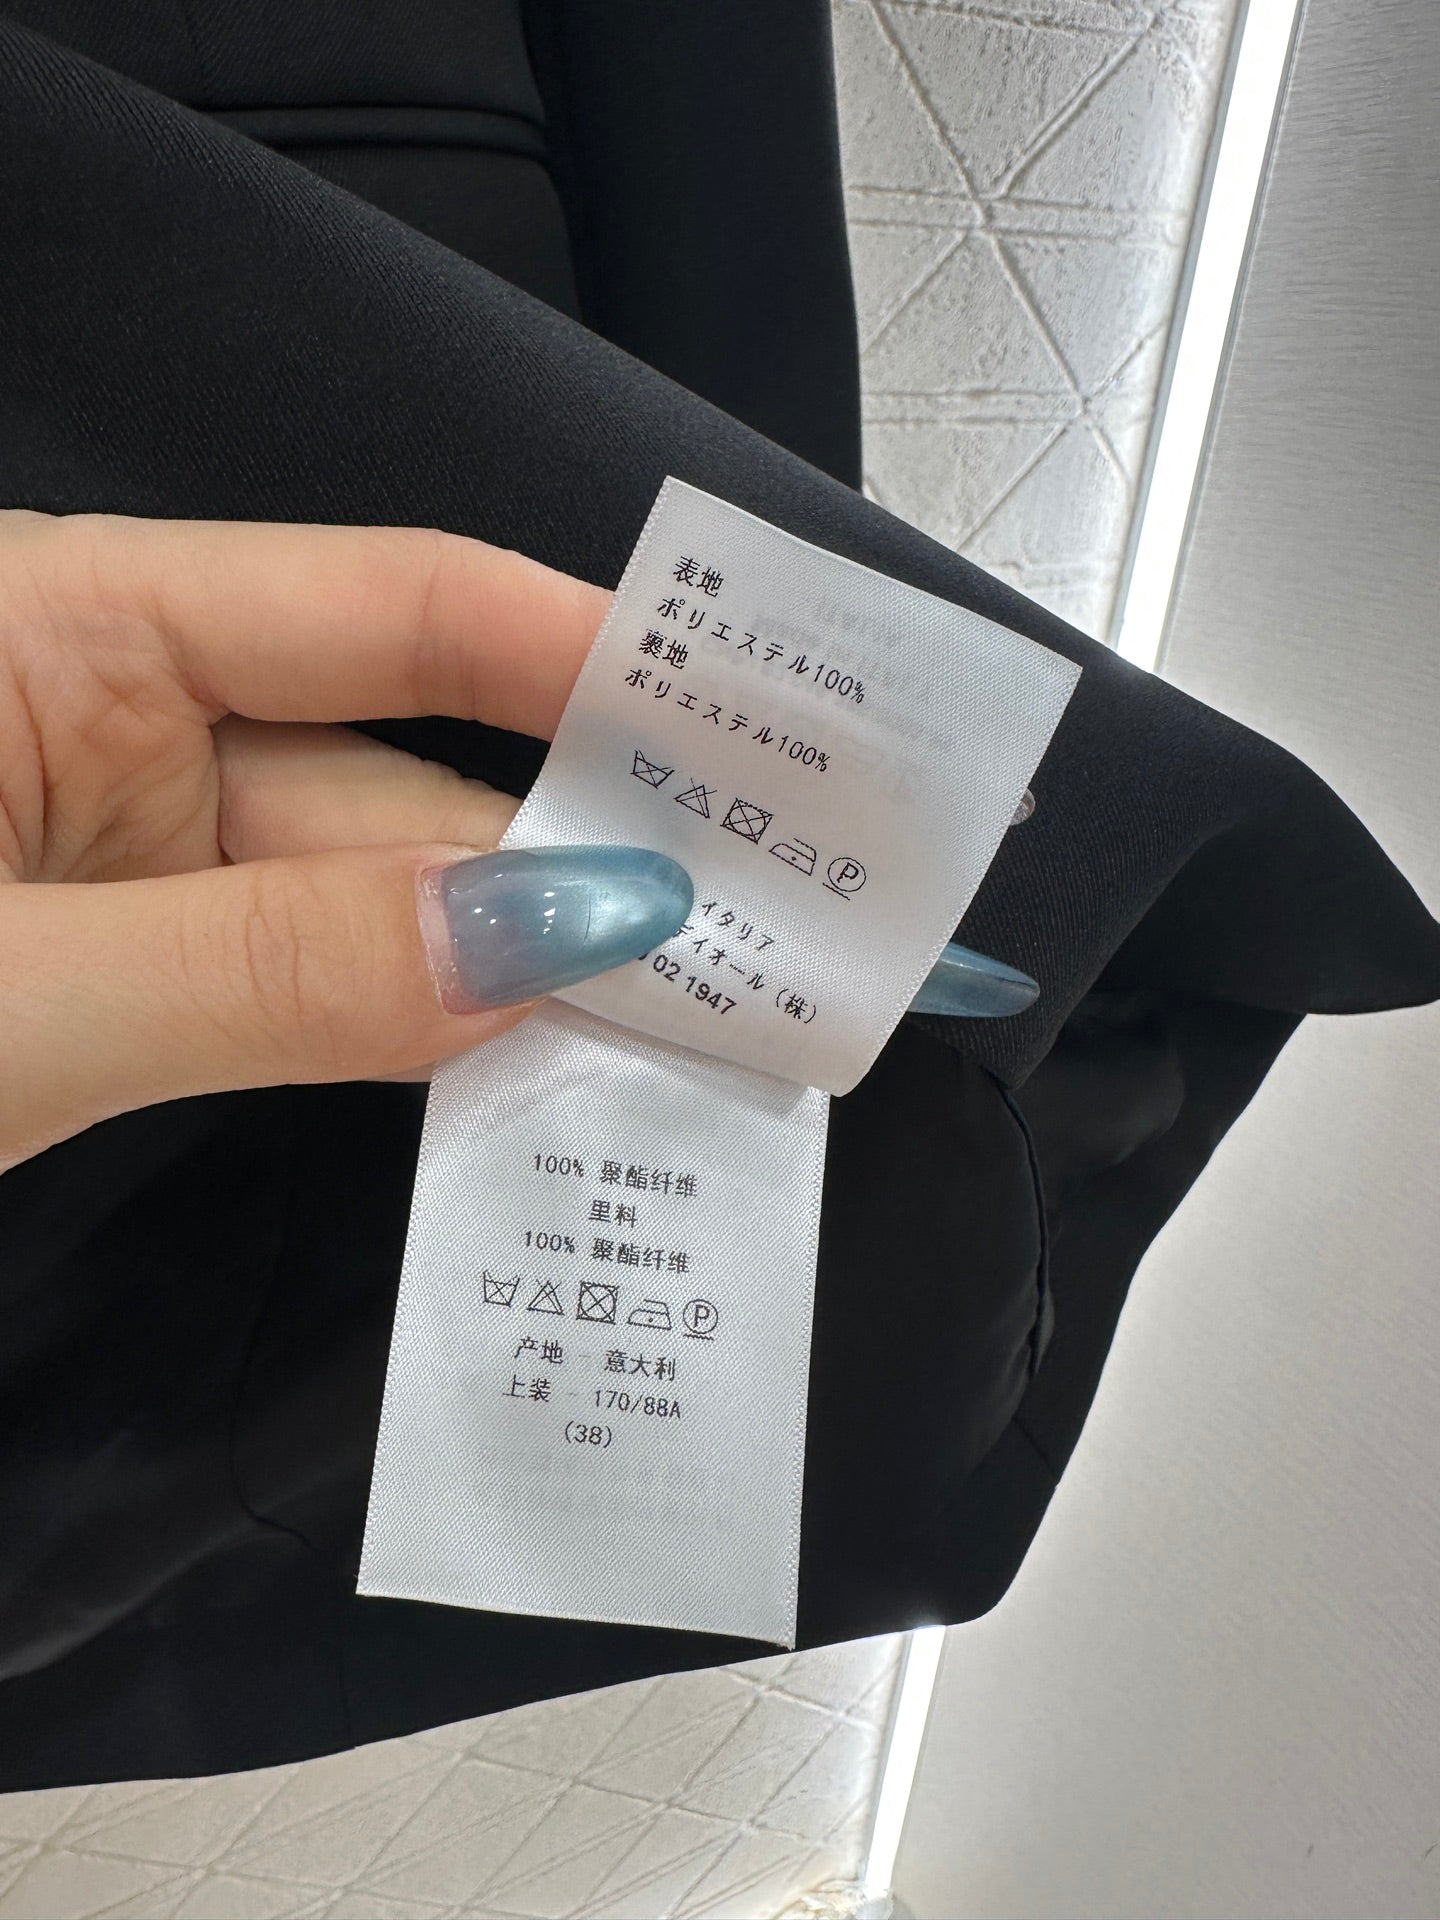 表地
ポリエステル100%
裏地
ポリエステル100%
P
イタリア
ディオール (株)
02 1947
100% 聚酯纤维
里料
100% 聚酯纤维
P
产地 - 意大利
上装 - 170/88A
(38)